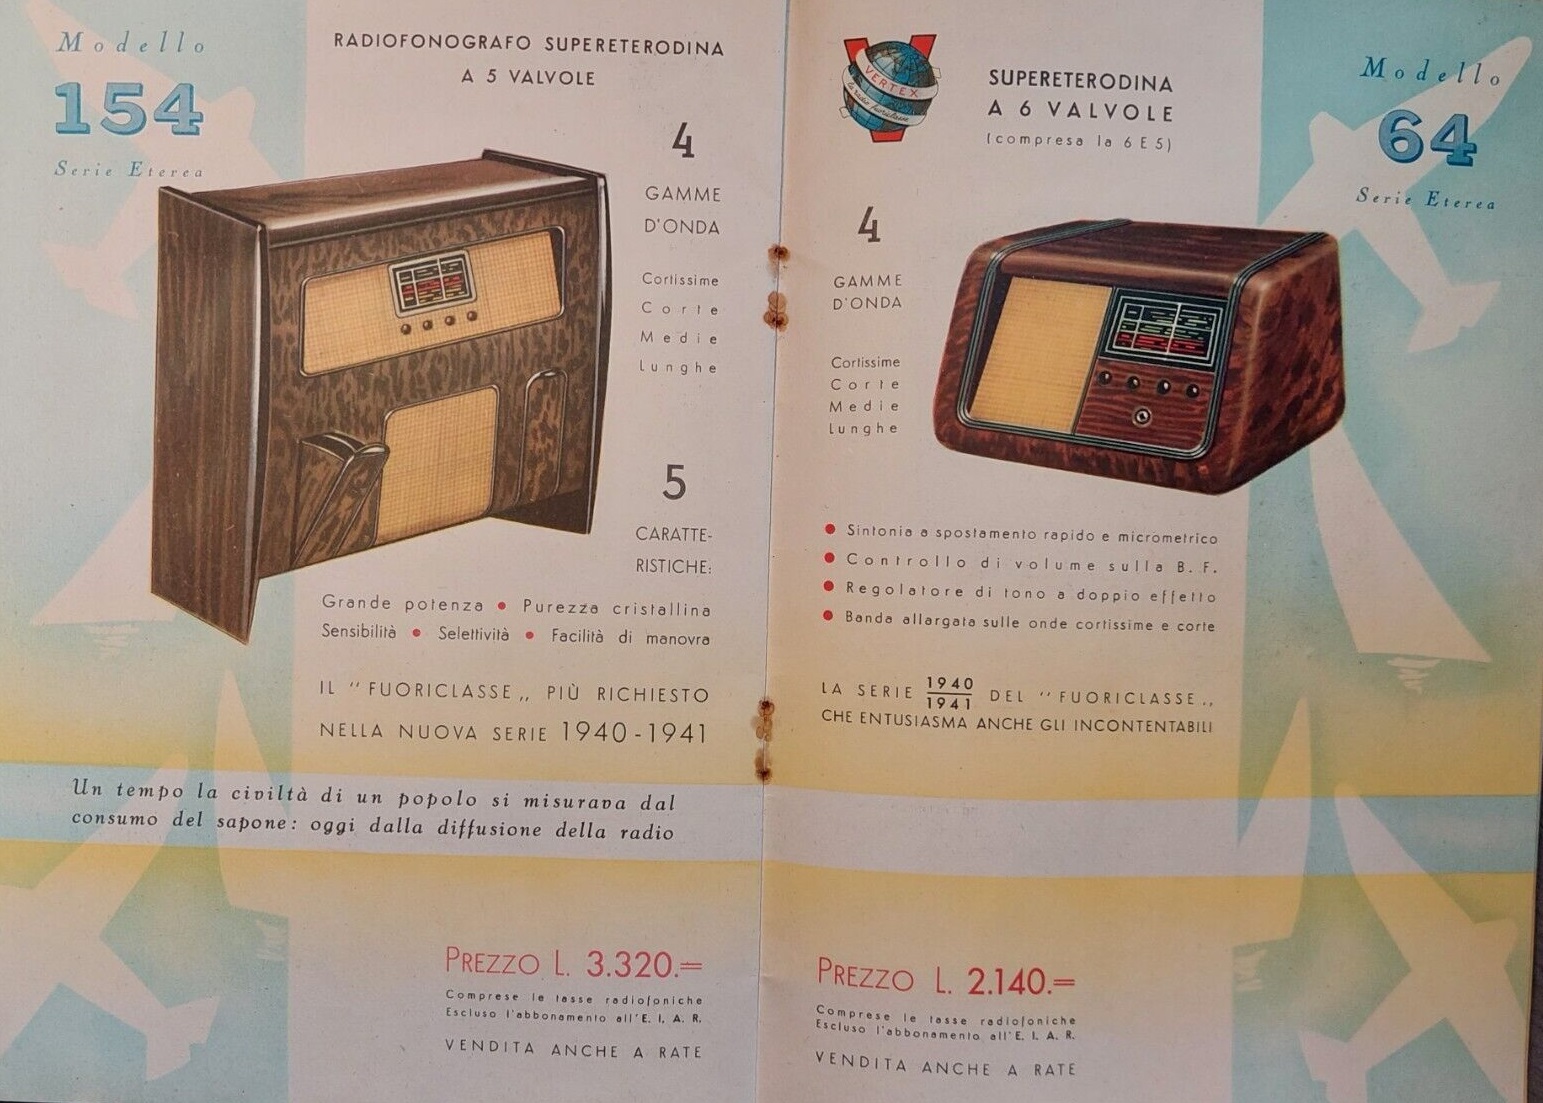 Modello
154
Serie Eterea
RADIOFONOGRAFO SUPERETERODINA
A 5 VALVOLE
4
GAMME
D'ONDA
Cortissime
Corte
Medie
Lunghe
5
CARATTE-
RISTICHE:
Grande potenza • Purezza cristallina
Sensibilità • Selettività • Facilità di manovra
IL "FUORICLASSE„ PIÙ RICHIESTO
NELLA NUOVA SERIE 1940-1941
Un tempo la civiltà di un popolo si misurava dal
consumo del sapone: oggi dalla diffusione della radio
PREZZO L. 3.320.=
Comprese le tasse radiofoniche
Escluso l'abbonamento all'E. I. A. R.
VENDITA ANCHE A RATE
VERTEX
la radio fuoriclasse
SUPERETERODINA
A 6 VALVOLE
(compresa la 6E5)
Modello
64
Serie Eterea
4
GAMME
D'ONDA
Cortissime
Corte
Medie
Lunghe
• Sintonia a spostamento rapido e micrometrico
• Controllo di volume sulla B. F.
• Regolatore di tono a doppio effetto
• Banda allargata sulle onde cortissime e corte
LA SERIE 1940/1941 DEL "FUORICLASSE„
CHE ENTUSIASMA ANCHE GLI INCONTENTABILI
PREZZO L. 2.140.=
Comprese le tasse radiofoniche
Escluso l'abbonamento all'E. I. A. R.
VENDITA ANCHE A RATE